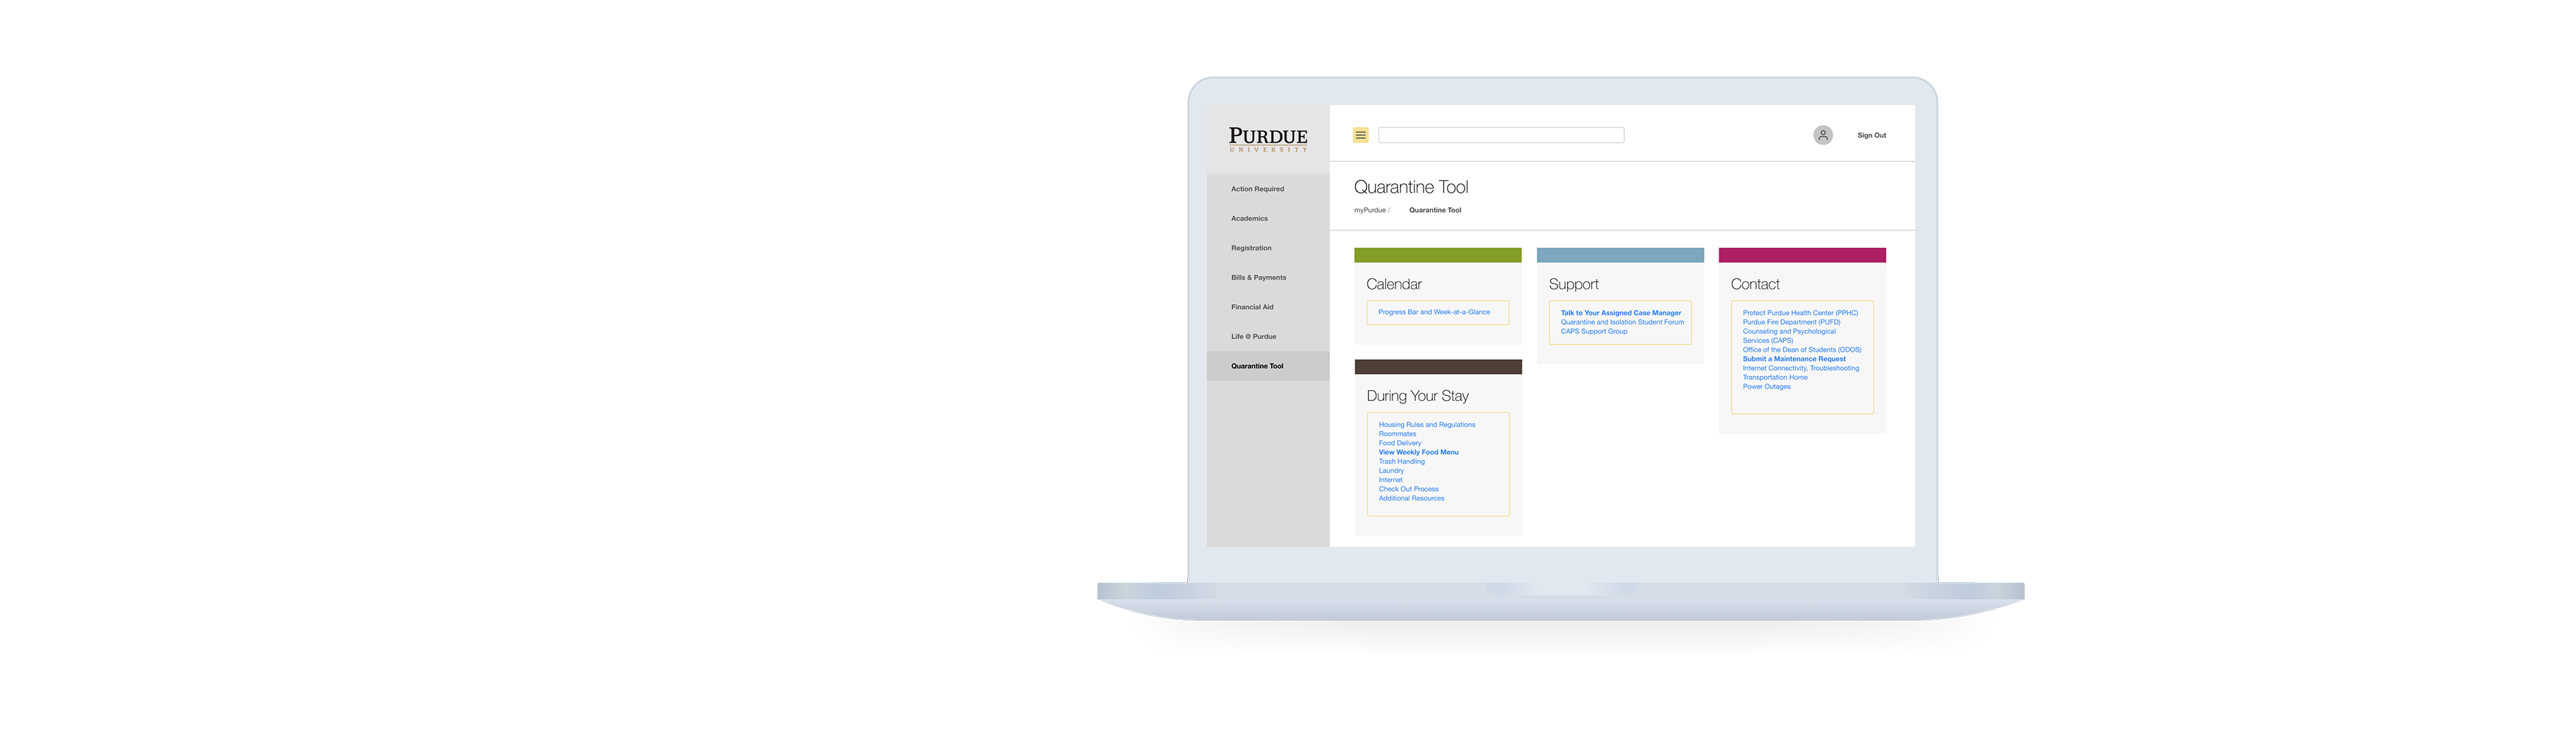 PURDUE
UNIVERSITY
Action Required
Academics
Registration
Bills & Payments
Financial Aid
Life @ Purdue
Quarantine Tool
Sign Out
Quarantine Tool
myPurdue / Quarantine Tool
Calendar
Progress Bar and Week-at-a-Glance
During Your Stay
Housing Rules and Regulations
Roommates
Food Delivery
View Weekly Food Menu
Trash Handling
Laundry
Internet
Check Out Process
Additional Resources
Support
Talk to Your Assigned Case Manager
Quarantine and Isolation Student Forum
CAPS Support Group
Contact
Protect Purdue Health Center (PPHC)
Purdue Fire Department (PUFD)
Counseling and Psychological
Services (CAPS)
Office of the Dean of Students (ODOS)
Submit a Maintenance Request
Internet Connectivity, Troubleshooting
Transportation Home
Power Outages